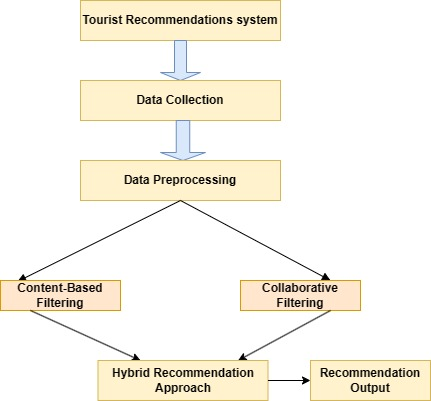 Tourist Recommendations system
Data Collection
Data Preprocessing
Content-Based
Filtering
Collaborative
Filtering
Hybrid Recommendation
Approach
Recommendation
Output